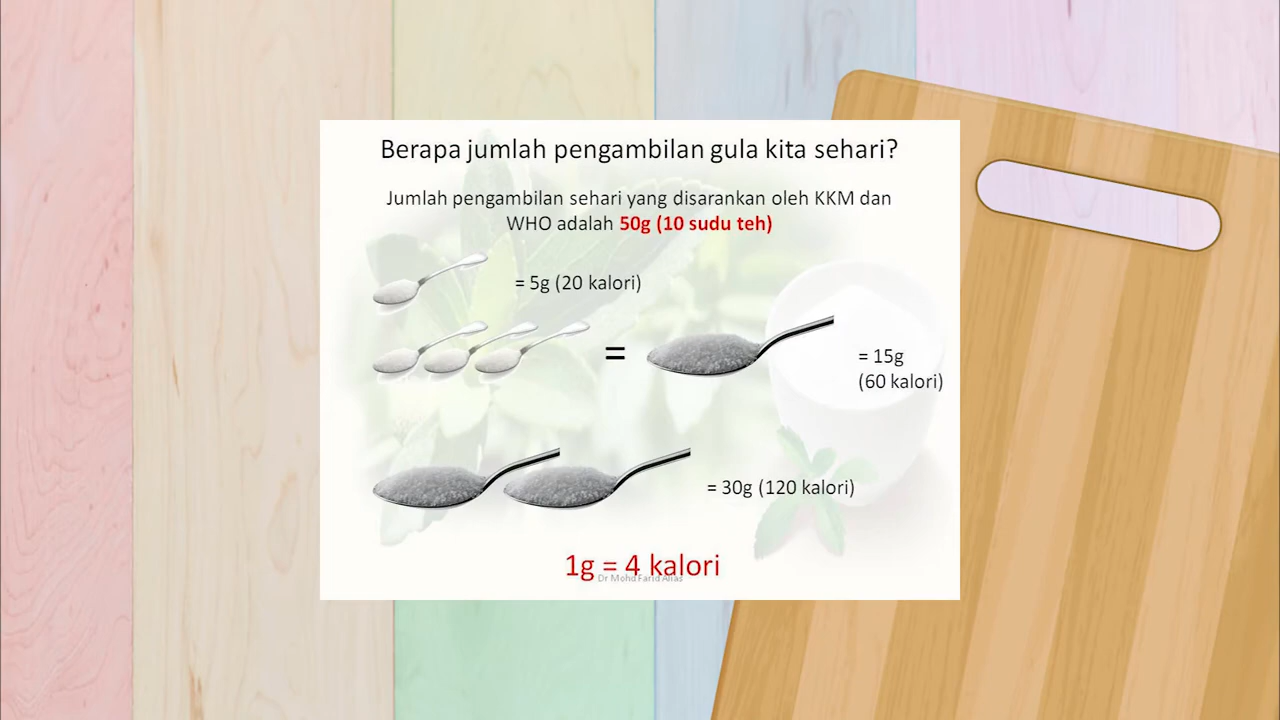 Berapa jumlah pengambilan gula kita sehari?
Jumlah pengambilan sehari yang disarankan oleh KKM dan
WHO adalah 50g (10 sudu teh)
= 5g (20 kalori)
=
= 15g
(60 kalori)
= 30g (120 kalori)
1g = 4 kalori
Dr Mohd Farid Alias